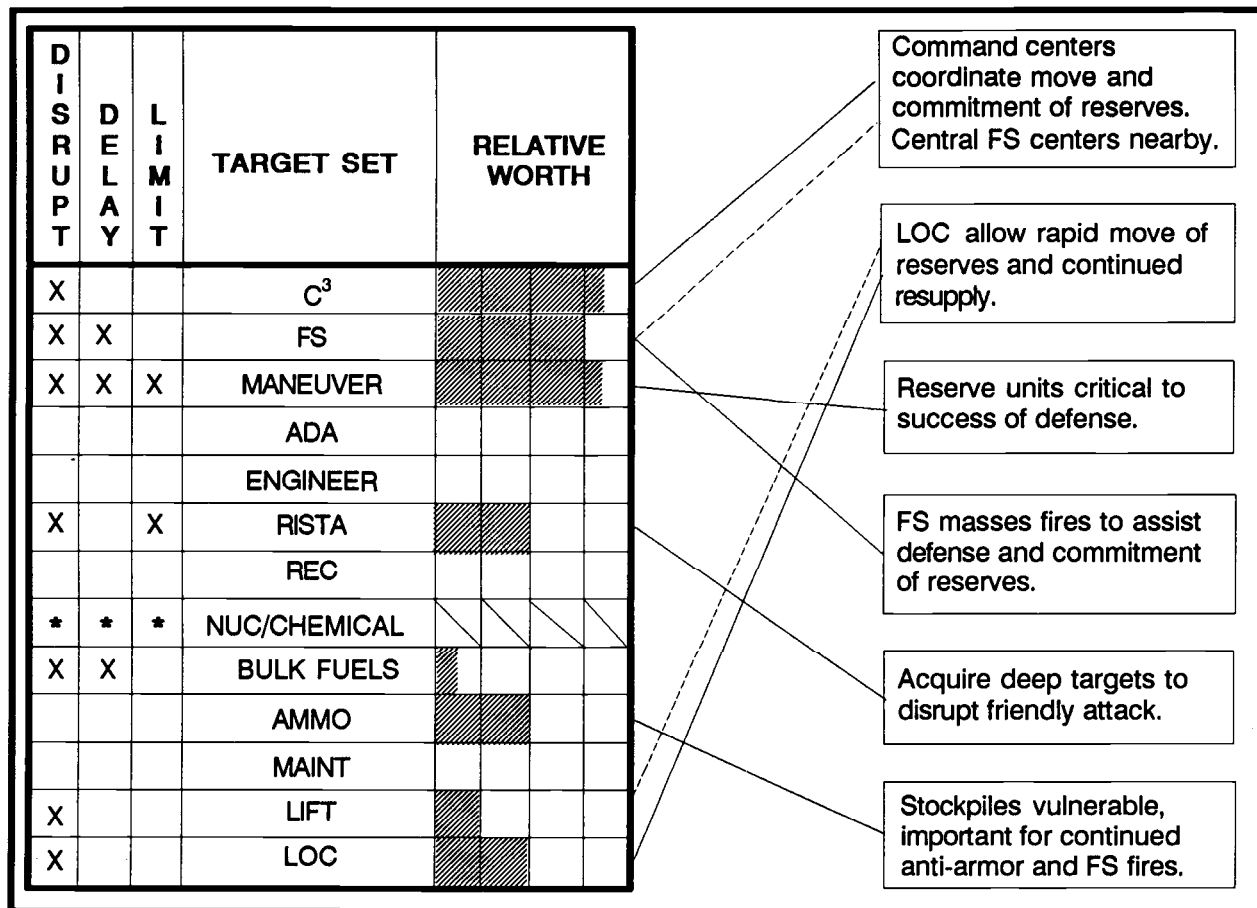 DISRUPT
DELAY
LIMIT
TARGET SET
RELATIVE
WORTH
X C³
X X FS
X X X MANEUVER
ADA
ENGINEER
X X RISTA
REC
* * * NUC/CHEMICAL
X X BULK FUELS
AMMO
MAINT
X LIFT
X LOC
Command centers
coordinate move and
commitment of reserves.
Central FS centers nearby.
LOC allow rapid move of
reserves and continued
resupply.
Reserve units critical to
success of defense.
FS masses fires to assist
defense and commitment
of reserves.
Acquire deep targets to
disrupt friendly attack.
Stockpiles vulnerable,
important for continued
anti-armor and FS fires.